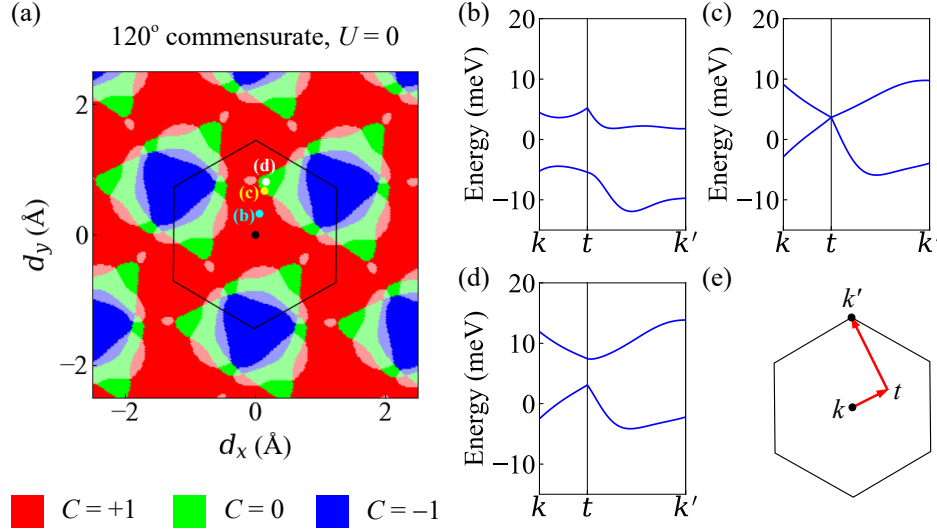 (a)
120° commensurate, U = 0
2
0
−2
d_y (Å)
(d)
(c)
(b)
−2
0
2
d_x (Å)
C = +1
C = 0
C = −1
(b)
Energy (meV)
20
10
0
−10
k
t
k′
(c)
Energy (meV)
20
10
0
−10
k
t
k′
(d)
Energy (meV)
20
10
0
−10
k
t
k′
(e)
k′
k
t